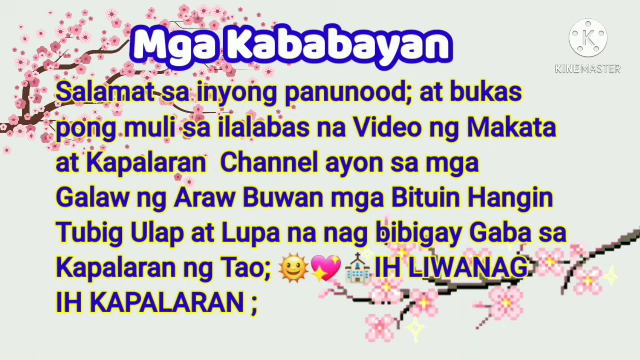 Mga Kababayan
KINEMASTER
Salamat sa inyong panunood; at bukas
pong muli sa ilalabas na Video ng Makata
at Kapalaran Channel ayon sa mga
Galaw ng Araw Buwan mga Bituin Hangin
Tubig Ulap at Lupa na nag bibigay Gaba sa
Kapalaran ng Tao; 🌞💖⛪IH LIWANAG
IH KAPALARAN ;